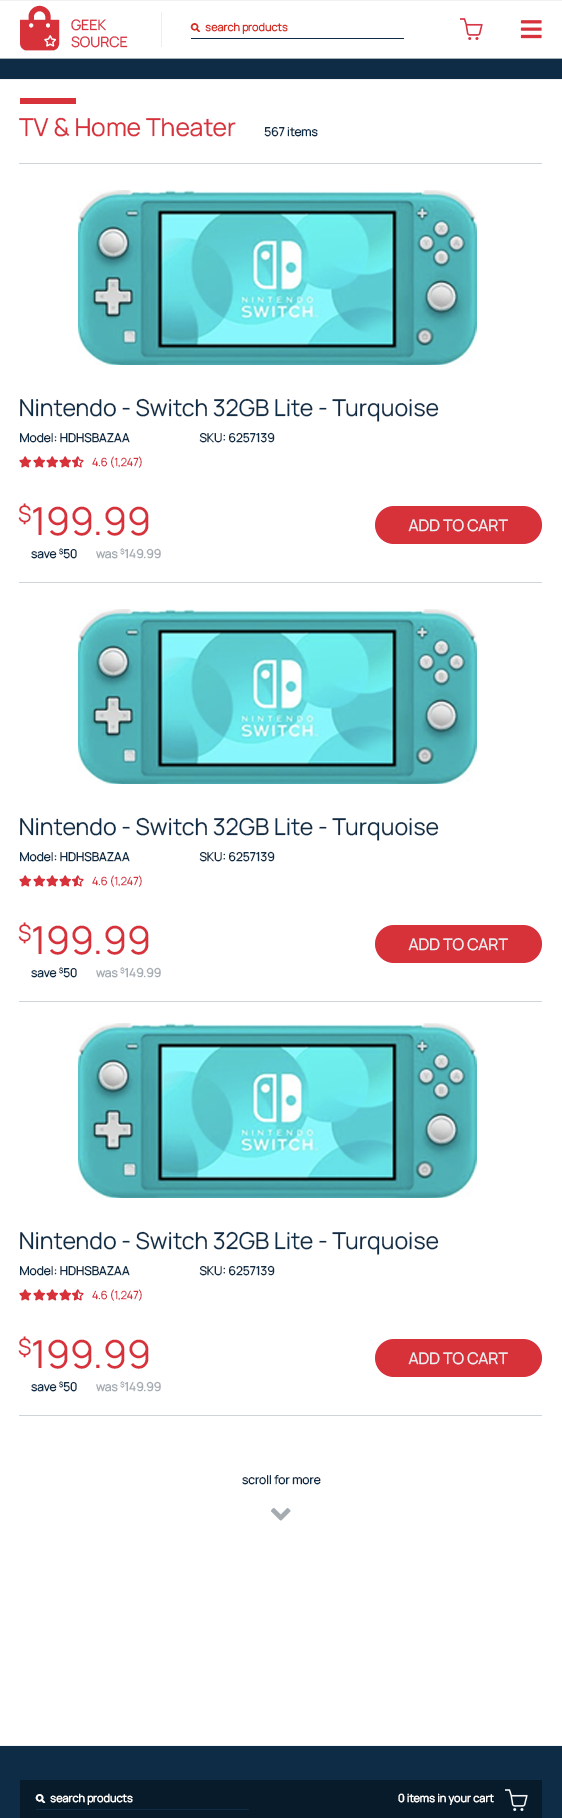 GEEK
SOURCE
search products
TV & Home Theater
567 items
NINTENDO
SWITCH
Nintendo - Switch 32GB Lite - Turquoise
Model: HDHSBAZAA
SKU: 6257139
4.6 (1,247)
$199.99
ADD TO CART
save $50
was $149.99
NINTENDO
SWITCH
Nintendo - Switch 32GB Lite - Turquoise
Model: HDHSBAZAA
SKU: 6257139
4.6 (1,247)
$199.99
ADD TO CART
save $50
was $149.99
NINTENDO
SWITCH
Nintendo - Switch 32GB Lite - Turquoise
Model: HDHSBAZAA
SKU: 6257139
4.6 (1,247)
$199.99
ADD TO CART
save $50
was $149.99
scroll for more
search products
0 items in your cart